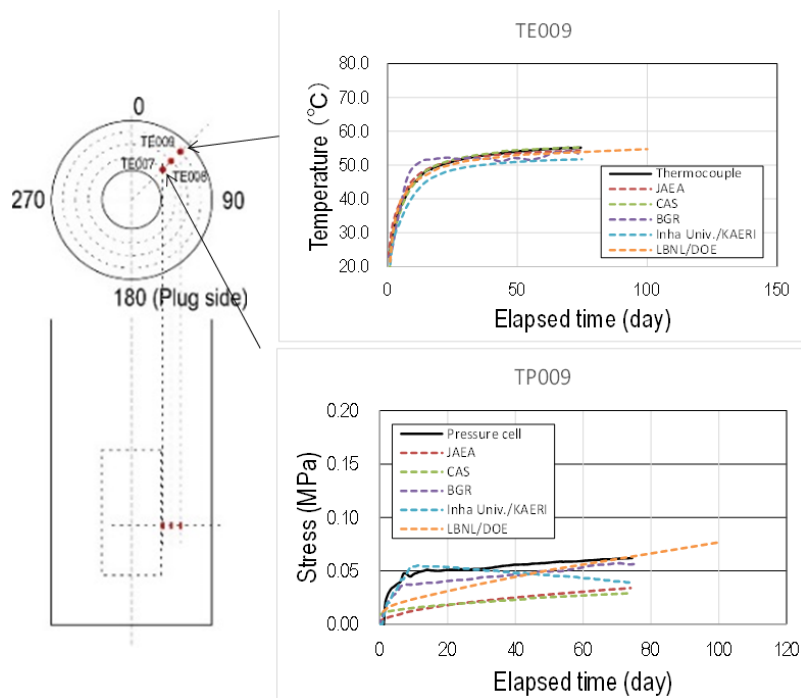 0
TE009
TE007
TE008
270
90
180 (Plug side)
TE009
Temperature (°C)
80.0
70.0
60.0
50.0
40.0
30.0
20.0
Thermocouple
JAEA
CAS
BGR
Inha Univ./KAERI
LBNL/DOE
0
50
100
150
Elapsed time (day)
TP009
Stress (MPa)
0.20
0.15
0.10
0.05
0.00
Pressure cell
JAEA
CAS
BGR
Inha Univ./KAERI
LBNL/DOE
0
20
40
60
80
100
120
Elapsed time (day)